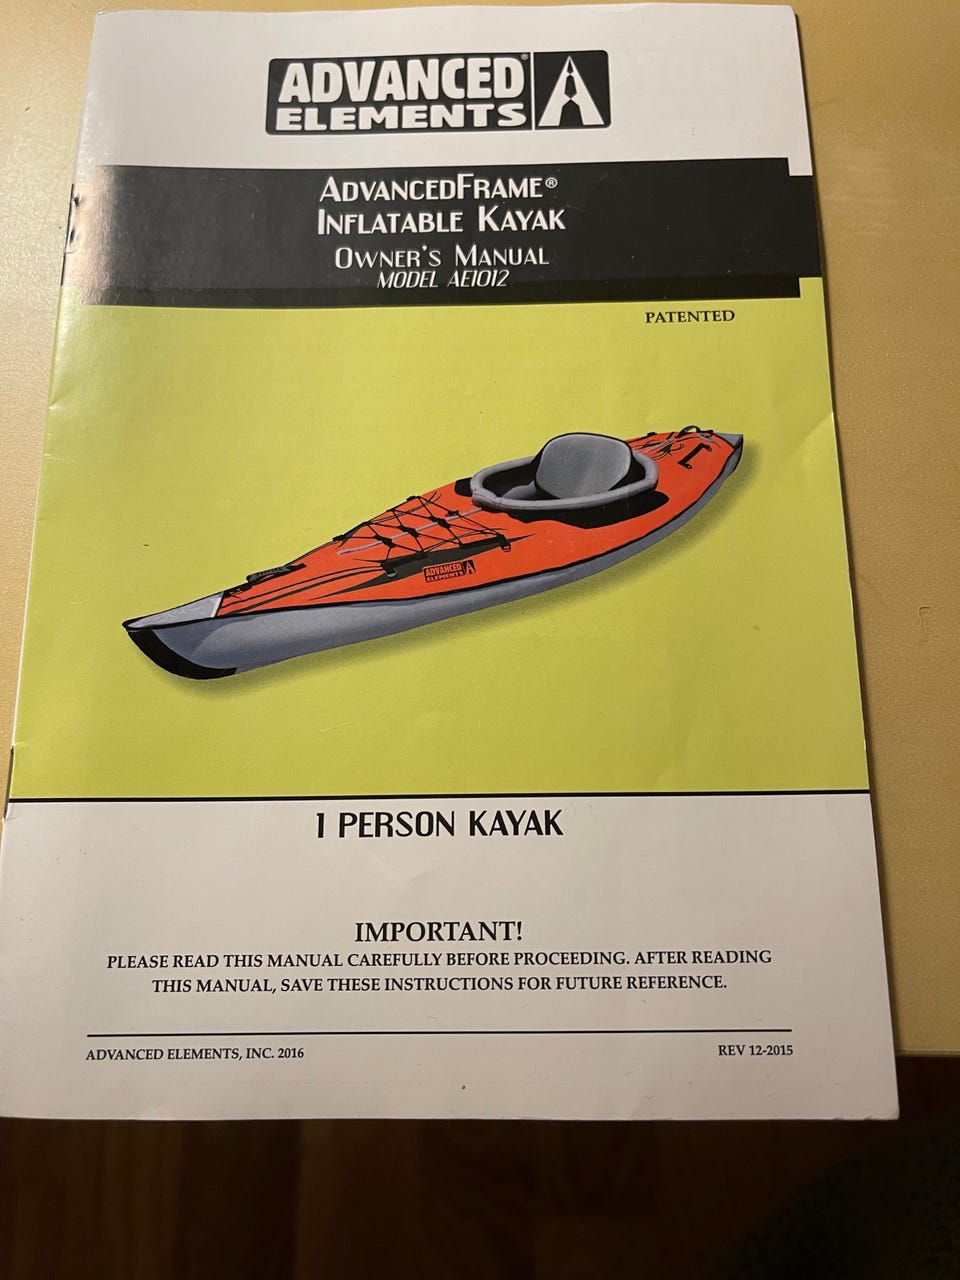 ADVANCED®
ELEMENTS
ADVANCEDFRAME®
INFLATABLE KAYAK
OWNER'S MANUAL
MODEL AE1012
PATENTED
ADVANCED
ELEMENTS
1 PERSON KAYAK
IMPORTANT!
PLEASE READ THIS MANUAL CAREFULLY BEFORE PROCEEDING. AFTER READING
THIS MANUAL, SAVE THESE INSTRUCTIONS FOR FUTURE REFERENCE.
ADVANCED ELEMENTS, INC. 2016
REV 12-2015